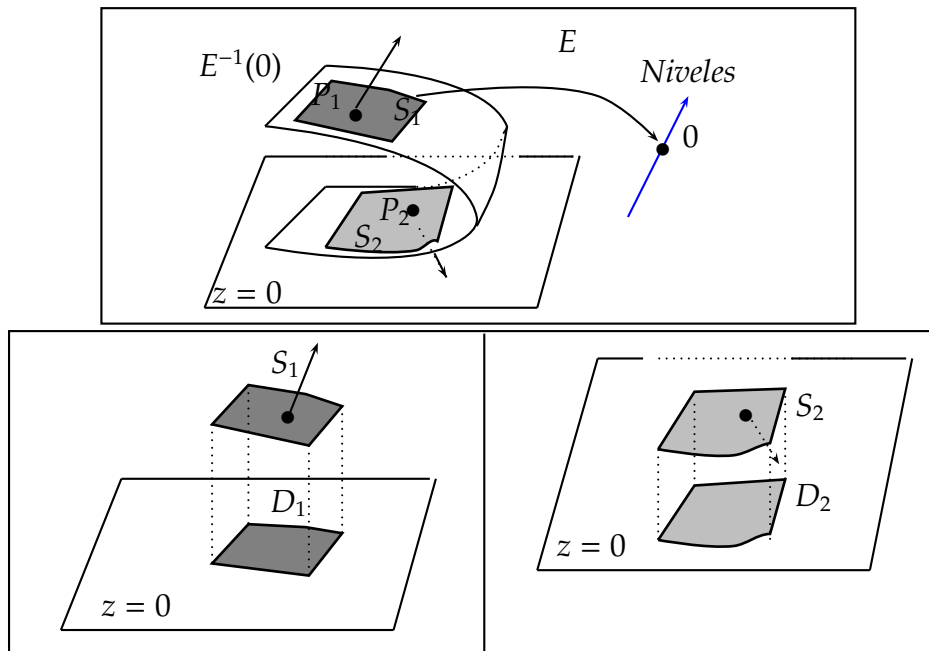 E
E⁻¹(0)
Niveles
P₁
S₁
0
P₂
S₂
z = 0
S₁
D₁
z = 0
S₂
D₂
z = 0